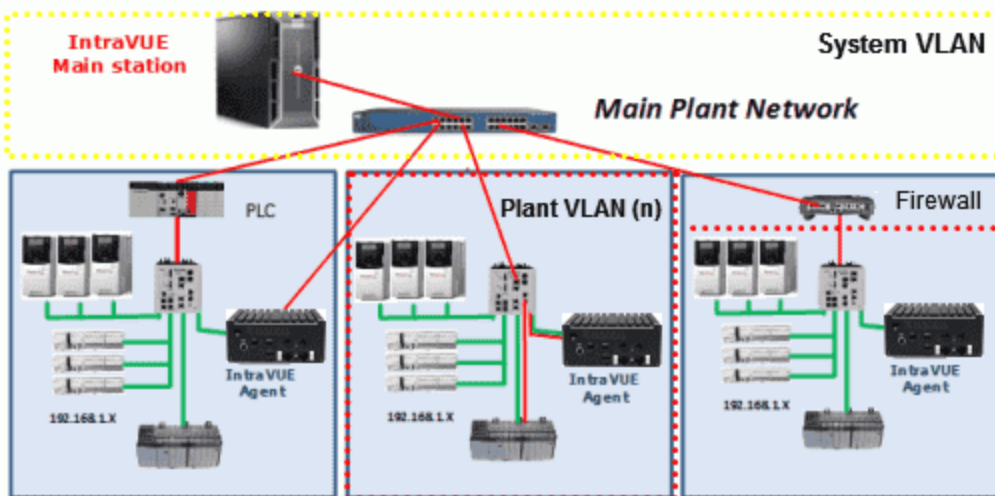 IntraVUE
Main station
System VLAN
Main Plant Network
PLC
IntraVUE
Agent
192.168.1.X
Plant VLAN (n)
IntraVUE
Agent
192.168.1.X
Firewall
IntraVUE
Agent
192.168.1.X